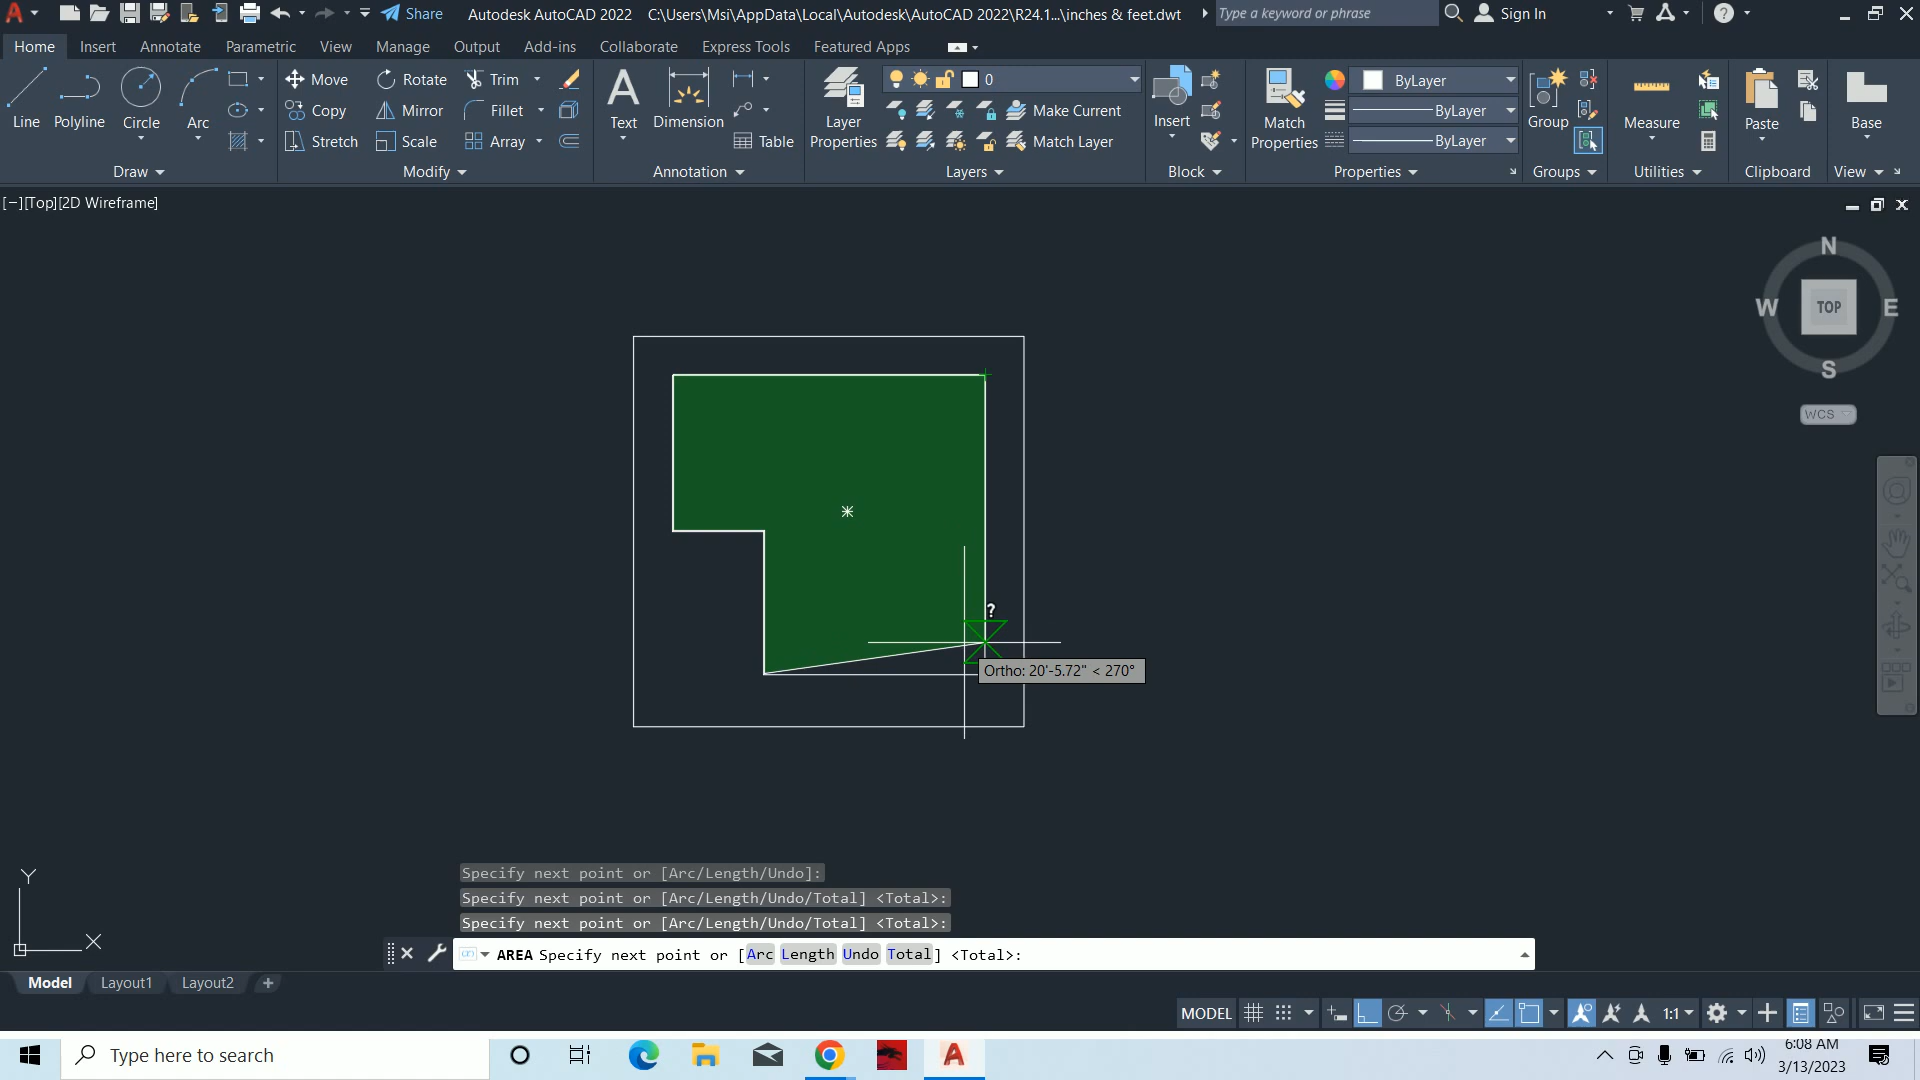 Share Autodesk AutoCAD 2022 C:\Users\Msi\AppData\Local\Autodesk\AutoCAD 2022\R24.1...\inches & feet.dwt Type a keyword or phrase Sign In
Home Insert Annotate Parametric View Manage Output Add-ins Collaborate Express Tools Featured Apps
Line Polyline Circle Arc
Move Rotate Trim
Copy Mirror Fillet
Stretch Scale Array
Text Dimension Table
Layer Properties
0
Make Current
Match Layer
Insert
Match Properties
ByLayer
ByLayer
ByLayer
Group
Measure
Paste
Base
Draw Modify Annotation Layers Block Properties Groups Utilities Clipboard View
[−][Top][2D Wireframe]
N
W TOP E
S
WCS
?
Ortho: 20'-5.72" < 270°
Y
X
Specify next point or [Arc/Length/Undo]:
Specify next point or [Arc/Length/Undo/Total] <Total>:
Specify next point or [Arc/Length/Undo/Total] <Total>:
AREA Specify next point or [Arc Length Undo Total] <Total>:
Model Layout1 Layout2
MODEL 1:1
Type here to search
6:08 AM
3/13/2023